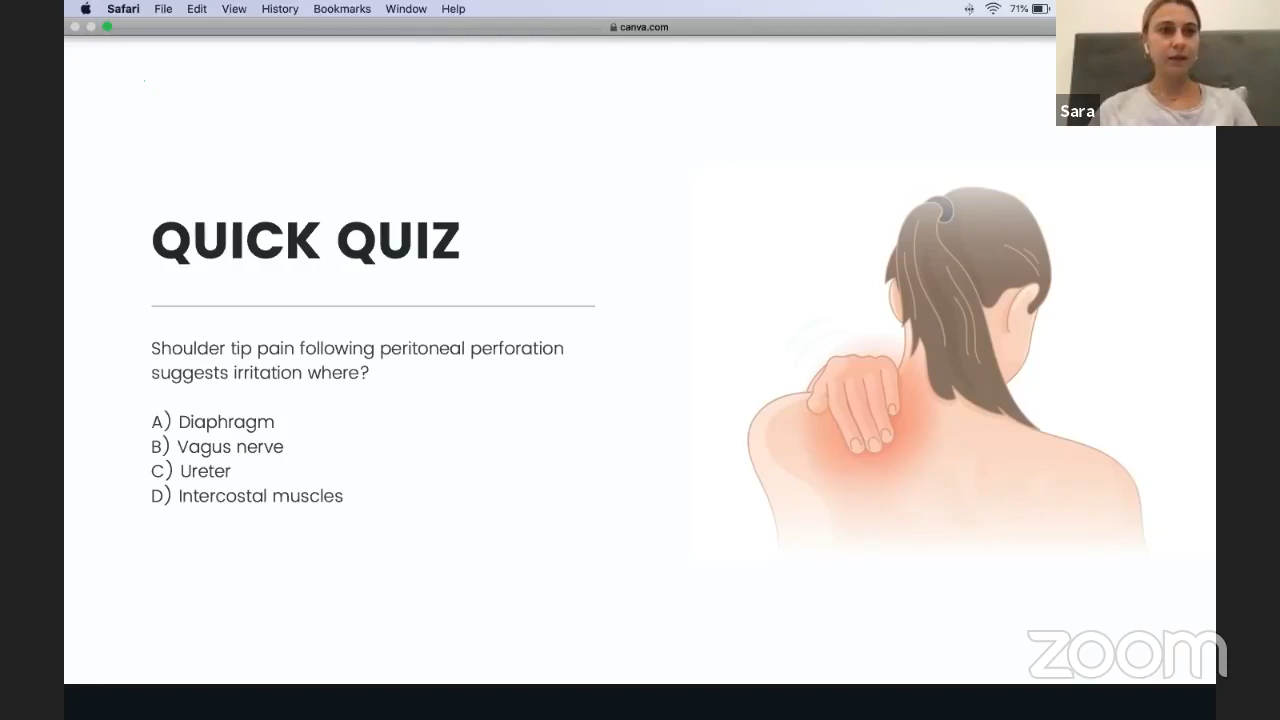 Safari File Edit View History Bookmarks Window Help 71%
canva.com
Sara
QUICK QUIZ
Shoulder tip pain following peritoneal perforation
suggests irritation where?
A) Diaphragm
B) Vagus nerve
C) Ureter
D) Intercostal muscles
zoom